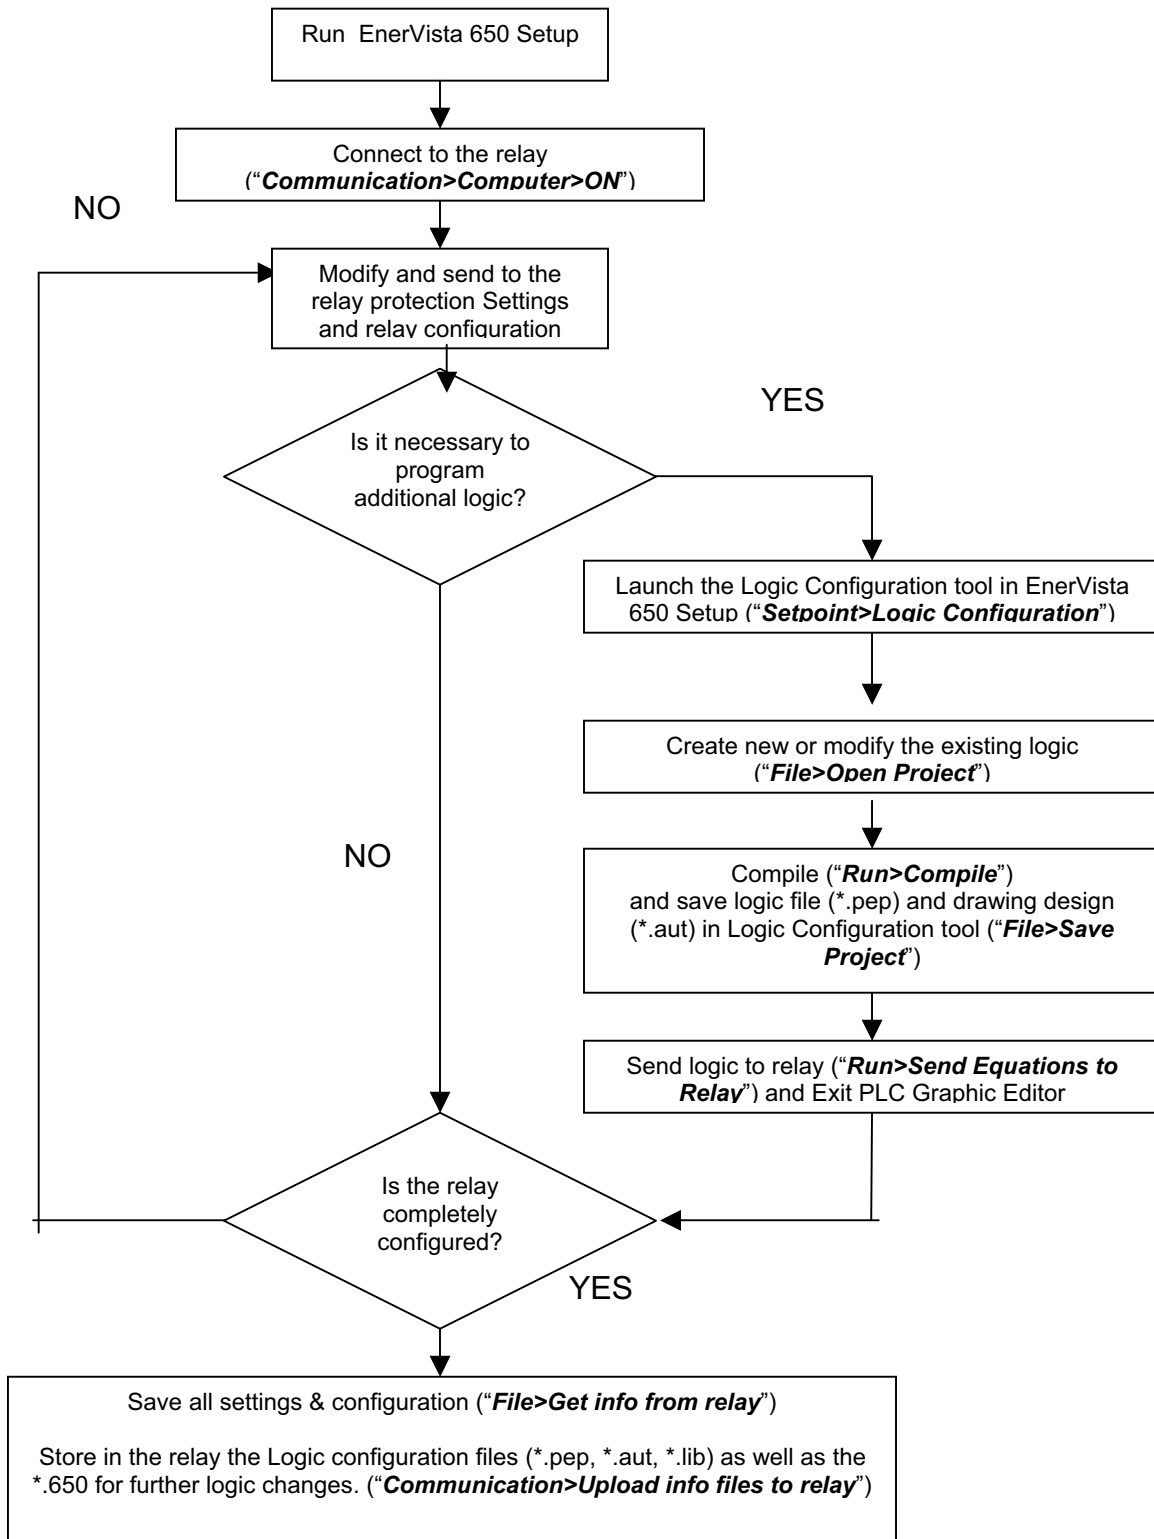 Run EnerVista 650 Setup
Connect to the relay
(“Communication>Computer>ON”)
NO
Modify and send to the
relay protection Settings
and relay configuration
YES
Is it necessary to
program
additional logic?
Launch the Logic Configuration tool in EnerVista
650 Setup (“Setpoint>Logic Configuration”)
Create new or modify the existing logic
(“File>Open Project”)
NO
Compile (“Run>Compile”)
and save logic file (*.pep) and drawing design
(*.aut) in Logic Configuration tool (“File>Save
Project”)
Send logic to relay (“Run>Send Equations to
Relay”) and Exit PLC Graphic Editor
Is the relay
completely
configured?
YES
Save all settings & configuration (“File>Get info from relay”)
Store in the relay the Logic configuration files (*.pep, *.aut, *.lib) as well as the
*.650 for further logic changes. (“Communication>Upload info files to relay”)